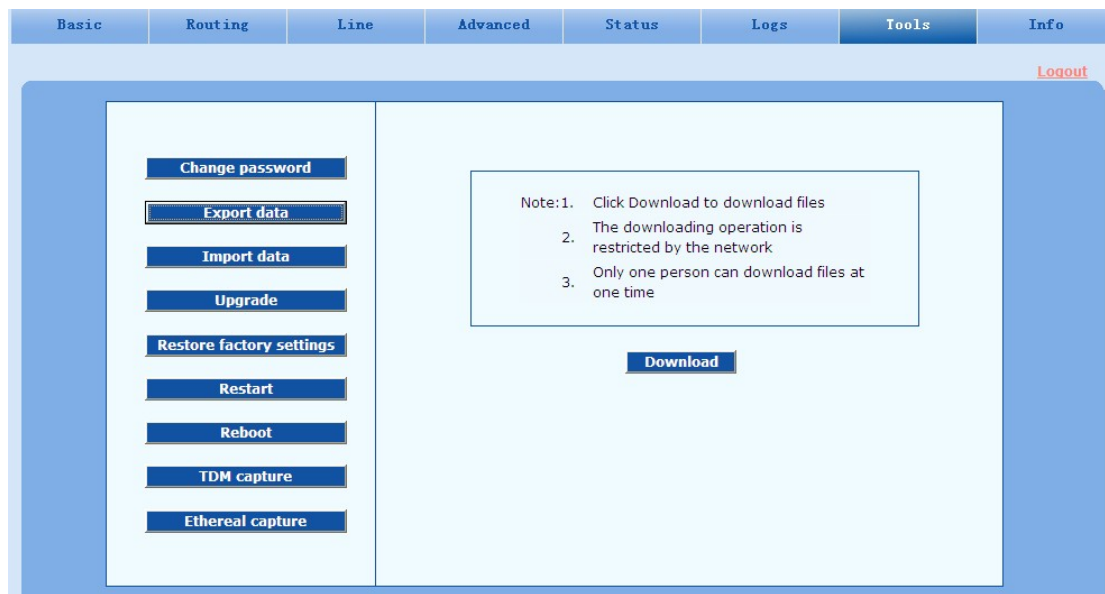 Basic Routing Line Advanced Status Logs Tools Info
Logout
Change password
Export data
Import data
Upgrade
Restore factory settings
Restart
Reboot
TDM capture
Ethereal capture
Note:1. Click Download to download files
2. The downloading operation is
restricted by the network
3. Only one person can download files at
one time
Download